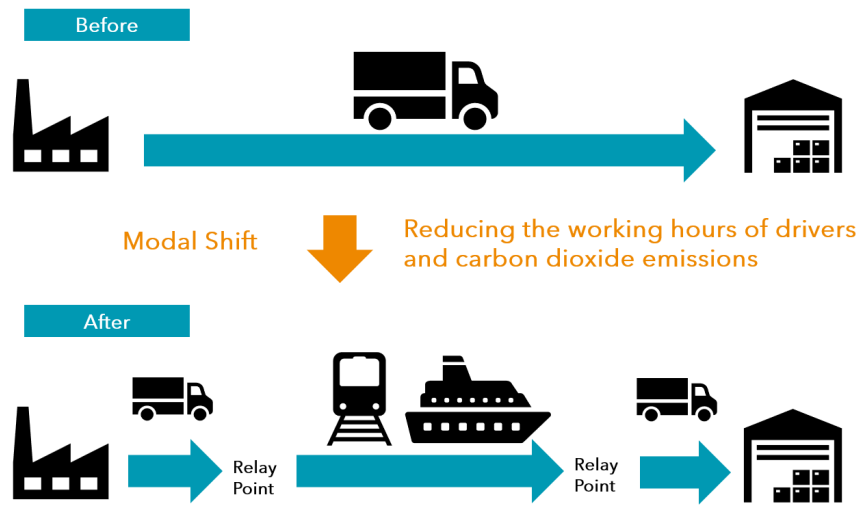 Before
Modal Shift
Reducing the working hours of drivers
and carbon dioxide emissions
After
Relay
Point
Relay
Point